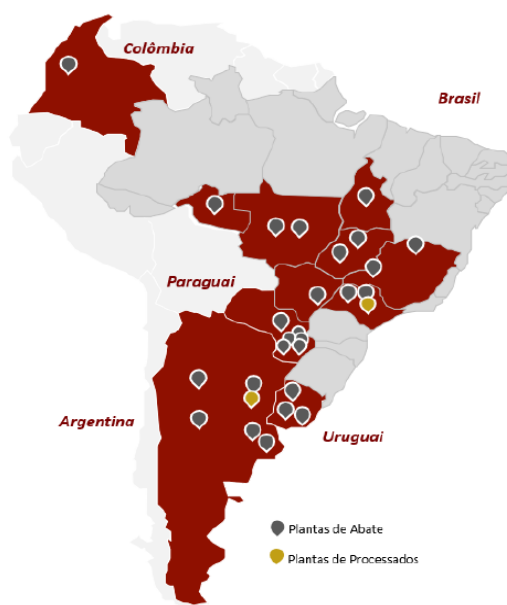 Colômbia
Brasil
Paraguai
Argentina
Uruguai
Plantas de Abate
Plantas de Processados